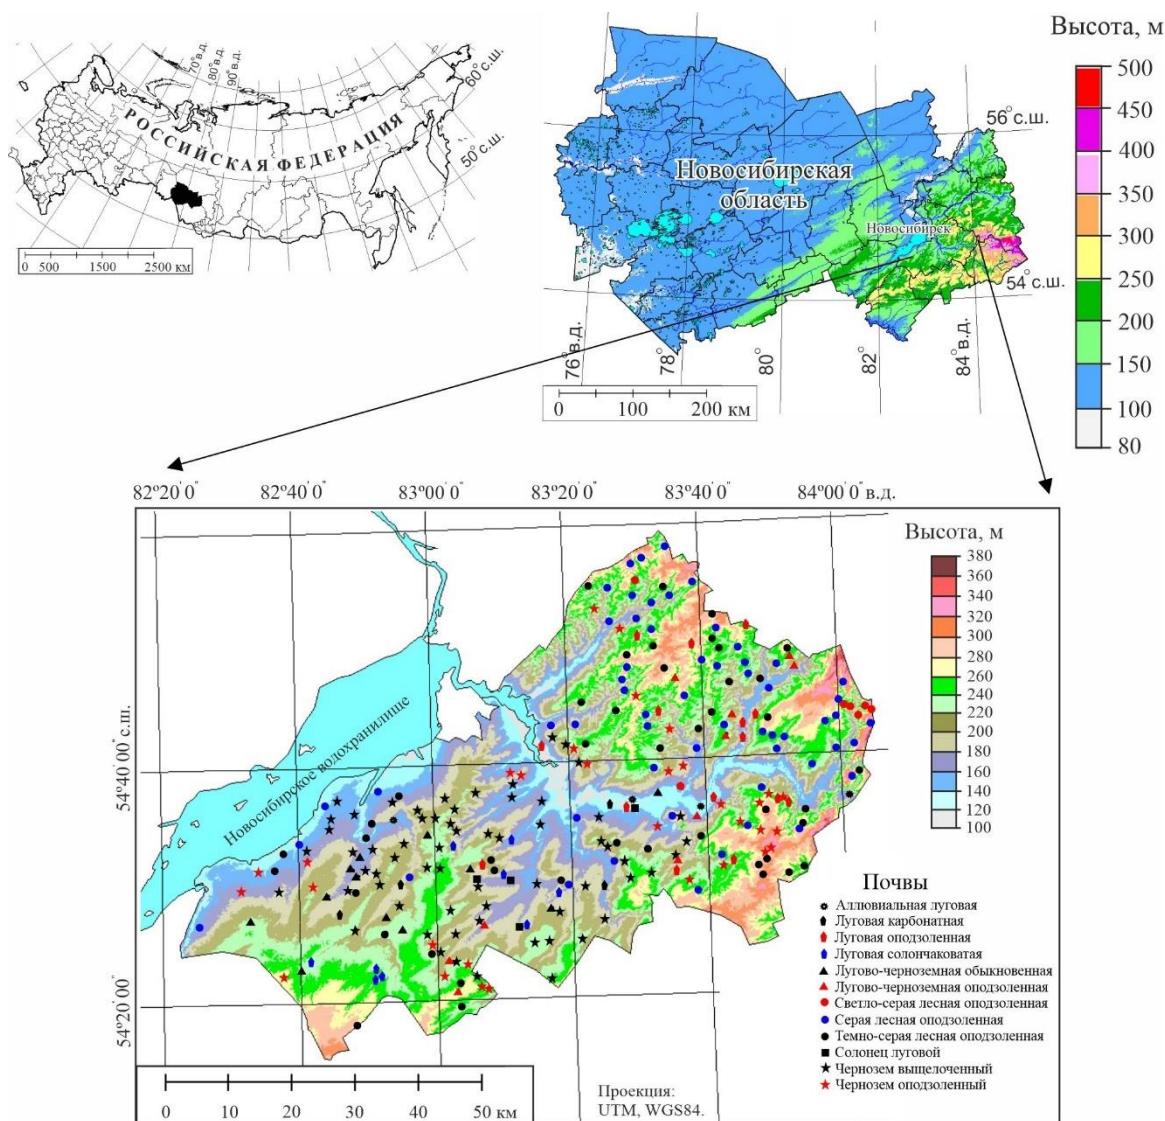 70°в.д.
80°в.д.
90°в.д.
60°с.ш.
50°с.ш.
РОССИЙСКАЯ ФЕДЕРАЦИЯ
0 500 1500 2500 км
Высота, м
500
450
400
350
300
250
200
150
100
80
56° с.ш.
54° с.ш.
Новосибирская
область
Новосибирск
76° в.д.
78°
80°
82°
84° в.д.
0 100 200 км
82°20' 0" 82°40' 0" 83°00' 0" 83°20' 0" 83°40' 0" 84°00' 0" в.д.
54°40' 00" с.ш.
54°20' 00"
Новосибирское водохранилище
Высота, м
380
360
340
320
300
280
260
240
220
200
180
160
140
120
100
Почвы
Аллювиальная луговая
Луговая карбонатная
Луговая оподзоленная
Луговая солончаковатая
Лугово-черноземная обыкновенная
Лугово-черноземная оподзоленная
Светло-серая лесная оподзоленная
Серая лесная оподзоленная
Темно-серая лесная оподзоленная
Солонец луговой
Чернозем выщелоченный
Чернозем оподзоленный
0 10 20 30 40 50 км
Проекция:
UTM, WGS84.